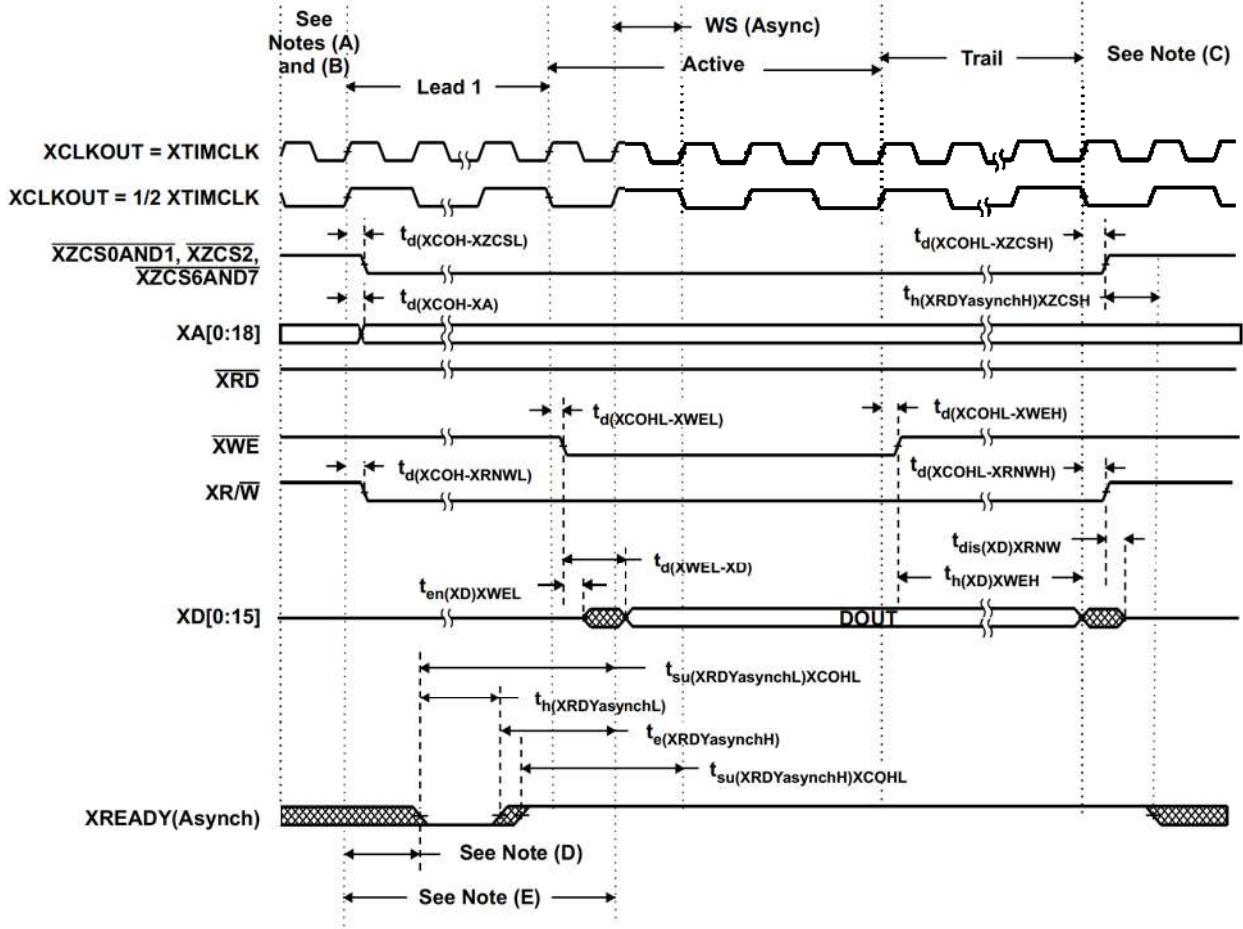 See
Notes (A)
and (B)
WS (Async)
Active
Trail
See Note (C)
Lead 1
XCLKOUT = XTIMCLK
XCLKOUT = 1/2 XTIMCLK
XZCS0AND1, XZCS2,
XZCS6AND7
td(XCOH-XZCSL)
td(XCOHL-XZCSH)
td(XCOH-XA)
th(XRDYasynchH)XZCSH
XA[0:18]
XRD
td(XCOHL-XWEL)
td(XCOHL-XWEH)
XWE
td(XCOH-XRNWL)
td(XCOHL-XRNWH)
XR/W
tdis(XD)XRNW
td(XWEL-XD)
th(XD)XWEH
ten(XD)XWEL
XD[0:15]
DOUT
tsu(XRDYasynchL)XCOHL
th(XRDYasynchL)
te(XRDYasynchH)
tsu(XRDYasynchH)XCOHL
XREADY(Asynch)
See Note (D)
See Note (E)